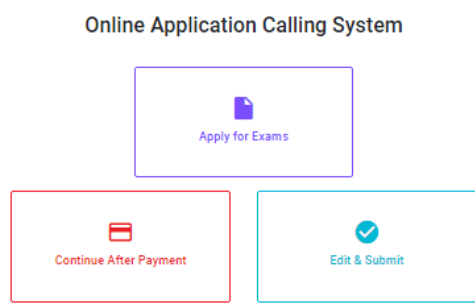 Online Application Calling System
Apply for Exams
Continue After Payment
Edit & Submit